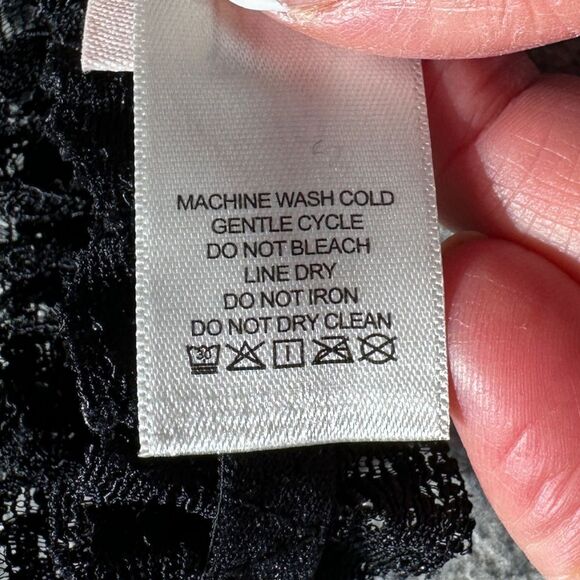 MACHINE WASH COLD
GENTLE CYCLE
DO NOT BLEACH
LINE DRY
DO NOT IRON
DO NOT DRY CLEAN
30